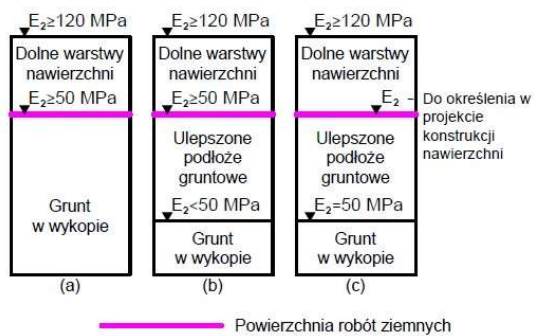 E₂≥120 MPa
Dolne warstwy
nawierzchni
E₂≥50 MPa
Grunt
w wykopie
(a)
E₂≥120 MPa
Dolne warstwy
nawierzchni
E₂≥50 MPa
Ulepszone
podłoże
gruntowe
E₂<50 MPa
Grunt
w wykopie
(b)
E₂≥120 MPa
Dolne warstwy
nawierzchni
E₂ - Do określenia w
projekcie
konstrukcji
nawierzchni
Ulepszone
podłoże
gruntowe
E₂=50 MPa
Grunt
w wykopie
(c)
Powierzchnia robót ziemnych